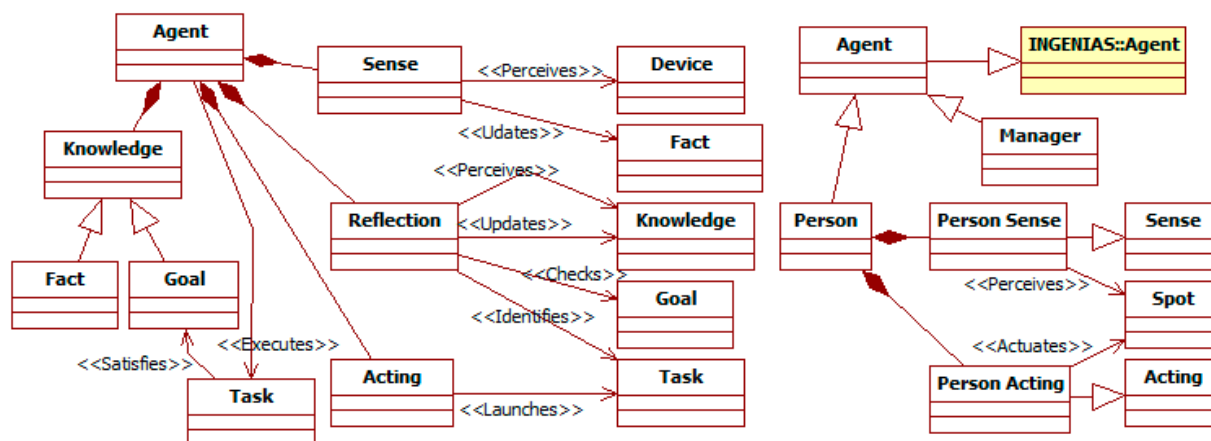 Agent
Sense
<<Perceives>>
Device
<<Udates>>
Fact
Knowledge
<<Perceives>>
Reflection
<<Updates>>
Knowledge
Fact
Goal
<<Checks>>
Goal
<<Identifies>>
<<Satisfies>>
<<Executes>>
Task
Acting
<<Launches>>
Task
Agent
INGENIAS::Agent
Manager
Person
Person Sense
Sense
<<Perceives>>
Spot
<<Actuates>>
Person Acting
Acting